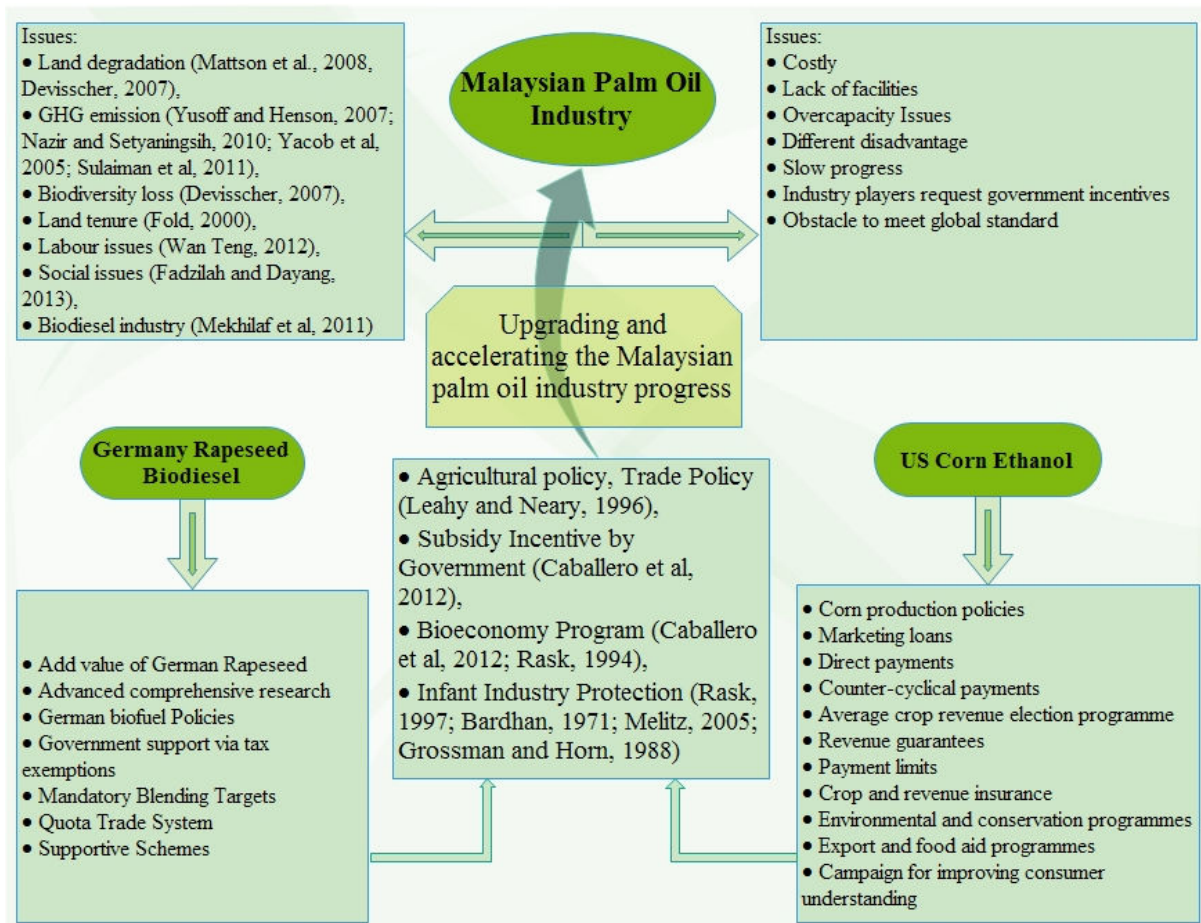 Issues:
● Land degradation (Mattson et al., 2008,
Devisscher, 2007),
● GHG emission (Yusoff and Henson, 2007;
Nazir and Setyaningsih, 2010; Yacob et al,
2005; Sulaiman et al, 2011),
● Biodiversity loss (Devisscher, 2007),
● Land tenure (Fold, 2000),
● Labour issues (Wan Teng, 2012),
● Social issues (Fadzilah and Dayang,
2013),
● Biodiesel industry (Mekhilaf et al, 2011)
Malaysian Palm Oil
Industry
Issues:
● Costly
● Lack of facilities
● Overcapacity Issues
● Different disadvantage
● Slow progress
● Industry players request government incentives
● Obstacle to meet global standard
Upgrading and
accelerating the Malaysian
palm oil industry progress
Germany Rapeseed
Biodiesel
● Add value of German Rapeseed
● Advanced comprehensive research
● German biofuel Policies
● Government support via tax
exemptions
● Mandatory Blending Targets
● Quota Trade System
● Supportive Schemes
● Agricultural policy, Trade Policy
(Leahy and Neary, 1996),
● Subsidy Incentive by
Government (Caballero et al,
2012),
● Bioeconomy Program (Caballero
et al, 2012; Rask, 1994),
● Infant Industry Protection (Rask,
1997; Bardhan, 1971; Melitz, 2005;
Grossman and Horn, 1988)
US Corn Ethanol
● Corn production policies
● Marketing loans
● Direct payments
● Counter-cyclical payments
● Average crop revenue election programme
● Revenue guarantees
● Payment limits
● Crop and revenue insurance
● Environmental and conservation programmes
● Export and food aid programmes
● Campaign for improving consumer
understanding